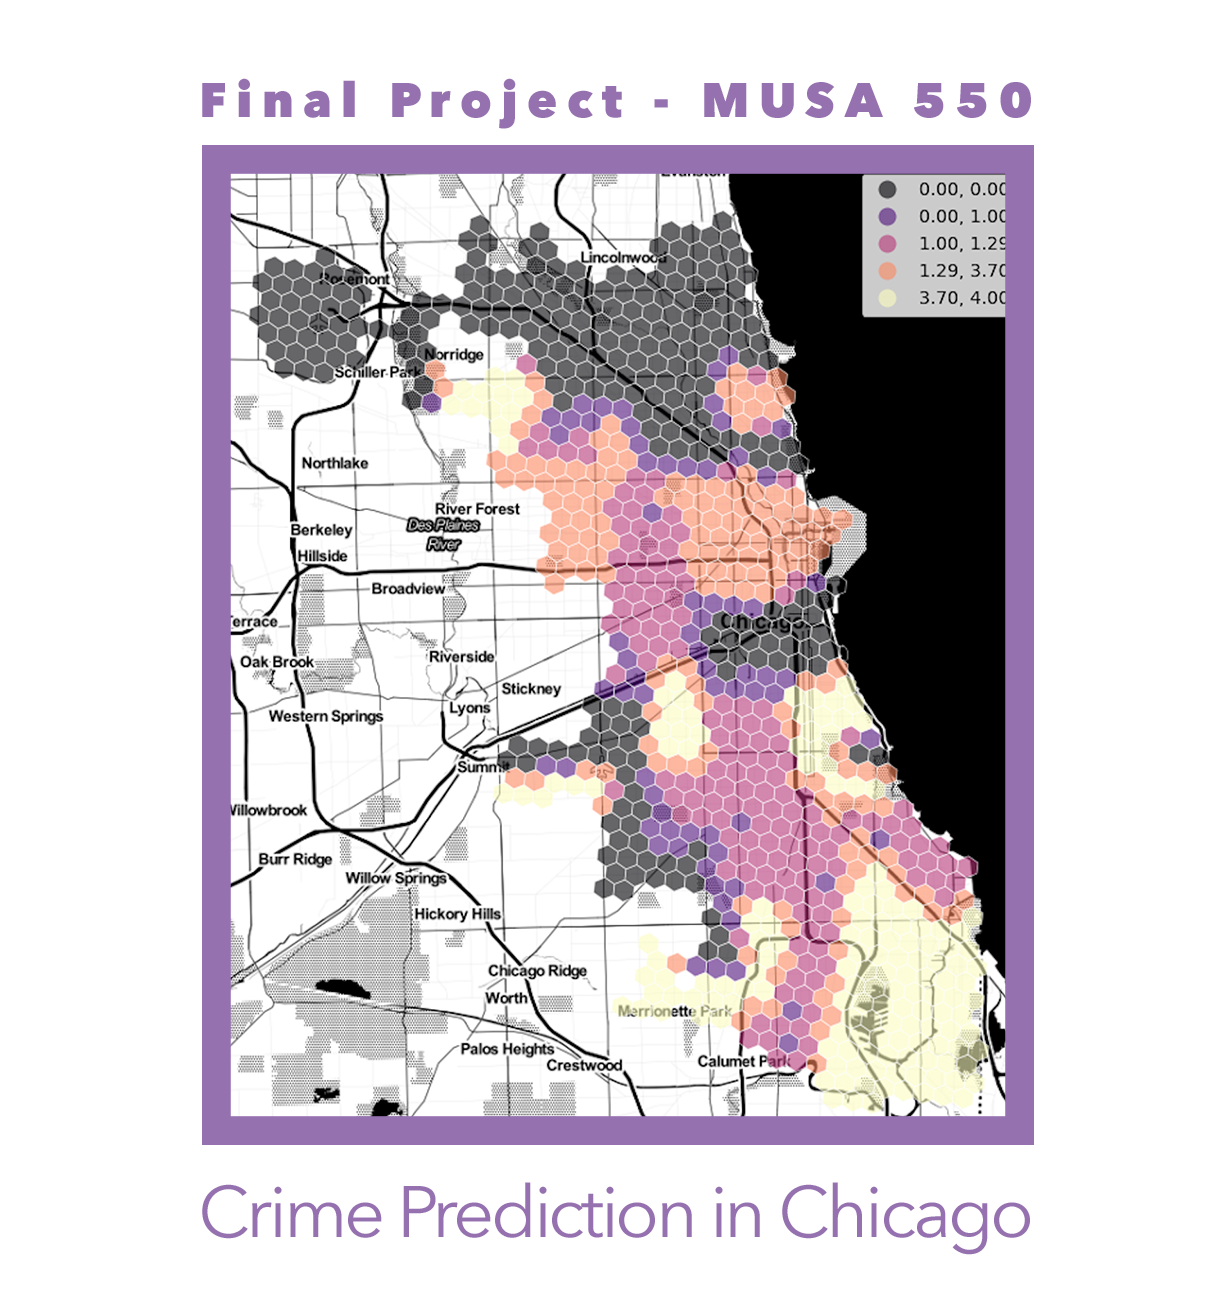 Final Project - MUSA 550
Evanston
0.00, 0.00
0.00, 1.00
1.00, 1.29
1.29, 3.70
3.70, 4.00
Lincolnwood
Rosemont
Norridge
Schiller Park
Northlake
River Forest
Des Plaines
River
Berkeley
Hillside
Broadview
Terrace
Chicago
Oak Brook
Riverside
Stickney
Lyons
Western Springs
Summit
Willowbrook
Burr Ridge
Willow Springs
Hickory Hills
Chicago Ridge
Worth
Merrionette Park
Palos Heights
Crestwood
Calumet Park
Crime Prediction in Chicago